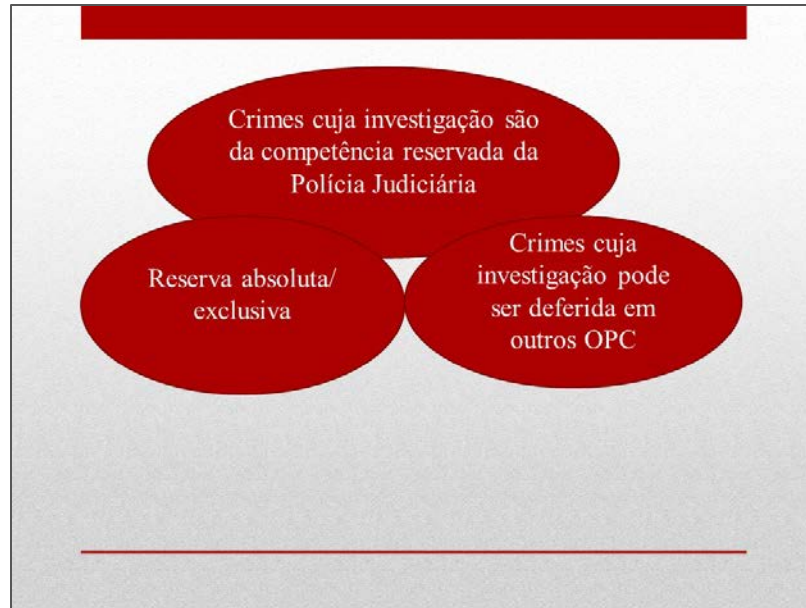 Crimes cuja investigação são
da competência reservada da
Polícia Judiciária
Reserva absoluta/
exclusiva
Crimes cuja
investigação pode
ser deferida em
outros OPC